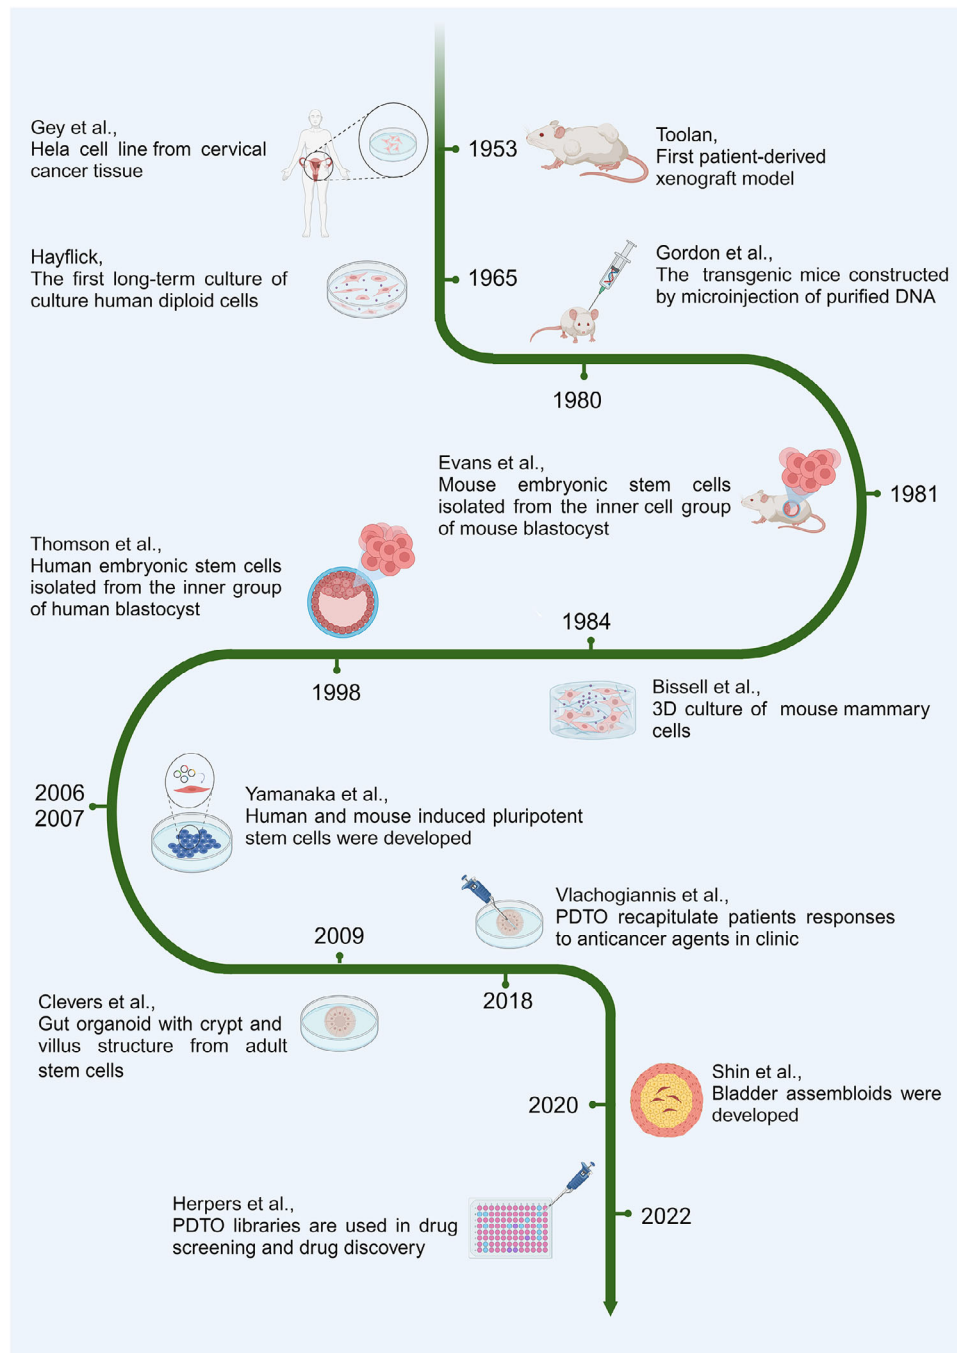 Gey et al.,
Hela cell line from cervical
cancer tissue
1953
Toolan,
First patient-derived
xenograft model
Hayflick,
The first long-term culture of
culture human diploid cells
1965
Gordon et al.,
The transgenic mice constructed
by microinjection of purified DNA
1980
Evans et al.,
Mouse embryonic stem cells
isolated from the inner cell group
of mouse blastocyst
1981
Thomson et al.,
Human embryonic stem cells
isolated from the inner group
of human blastocyst
1984
1998
Bissell et al.,
3D culture of mouse mammary
cells
2006
2007
Yamanaka et al.,
Human and mouse induced pluripotent
stem cells were developed
Vlachogiannis et al.,
PDTO recapitulate patients responses
to anticancer agents in clinic
2009
2018
Clevers et al.,
Gut organoid with crypt and
villus structure from adult
stem cells
2020
Shin et al.,
Bladder assembloids were
developed
Herpers et al.,
PDTO libraries are used in drug
screening and drug discovery
2022